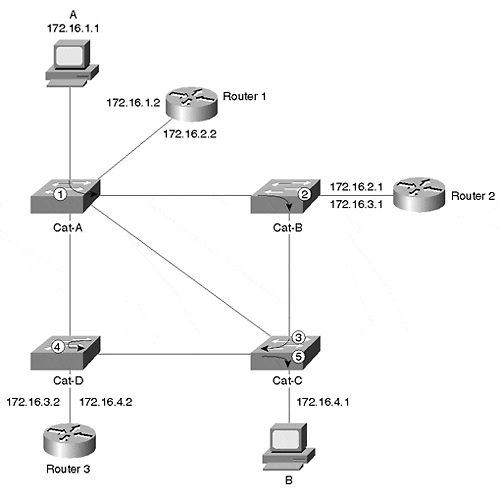 A
172.16.1.1
172.16.1.2
Router 1
172.16.2.2
1
2
172.16.2.1
172.16.3.1
Router 2
Cat-A
Cat-B
3
4
5
Cat-D
Cat-C
172.16.3.2
172.16.4.2
172.16.4.1
Router 3
B